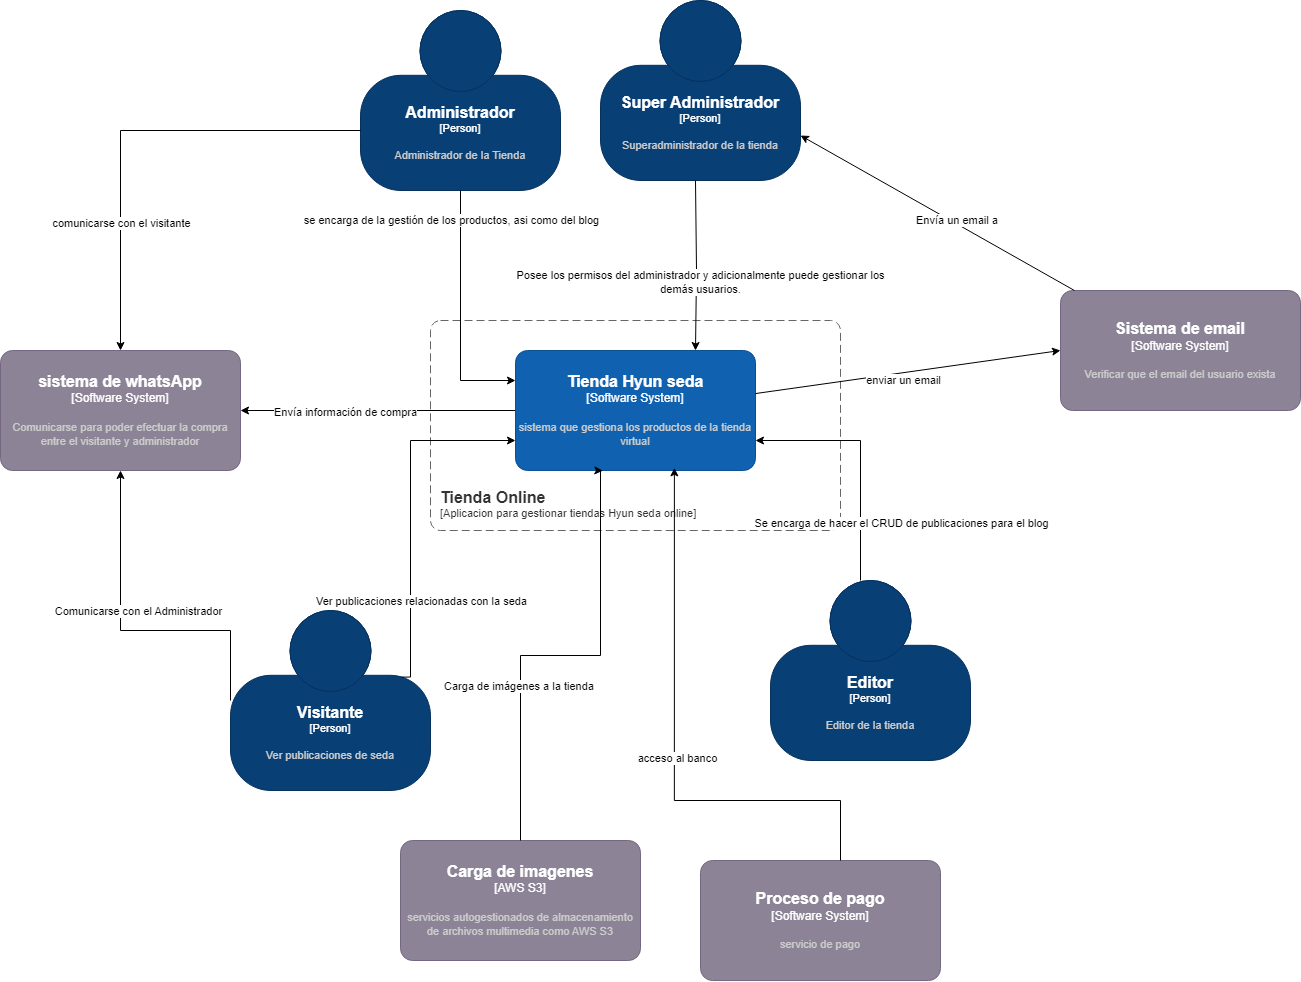 Administrador
[Person]
Administrador de la Tienda
Super Administrador
[Person]
Superadministrador de la tienda
comunicarse con el visitante
se encarga de la gestión de los productos, asi como del blog
Envía un email a
Posee los permisos del administrador y adicionalmente puede gestionar los
demás usuarios.
Sistema de email
[Software System]
Verificar que el email del usuario exista
sistema de whatsApp
[Software System]
Comunicarse para poder efectuar la compra
entre el visitante y administrador
Tienda Hyun seda
[Software System]
sistema que gestiona los productos de la tienda
virtual
enviar un email
Envía información de compra
Tienda Online
[Aplicacion para gestionar tiendas Hyun seda online]
Se encarga de hacer el CRUD de publicaciones para el blog
Ver publicaciones relacionadas con la seda
Comunicarse con el Administrador
Visitante
[Person]
Ver publicaciones de seda
Carga de imágenes a la tienda
Editor
[Person]
Editor de la tienda
acceso al banco
Carga de imagenes
[AWS S3]
servicios autogestionados de almacenamiento
de archivos multimedia como AWS S3
Proceso de pago
[Software System]
servicio de pago